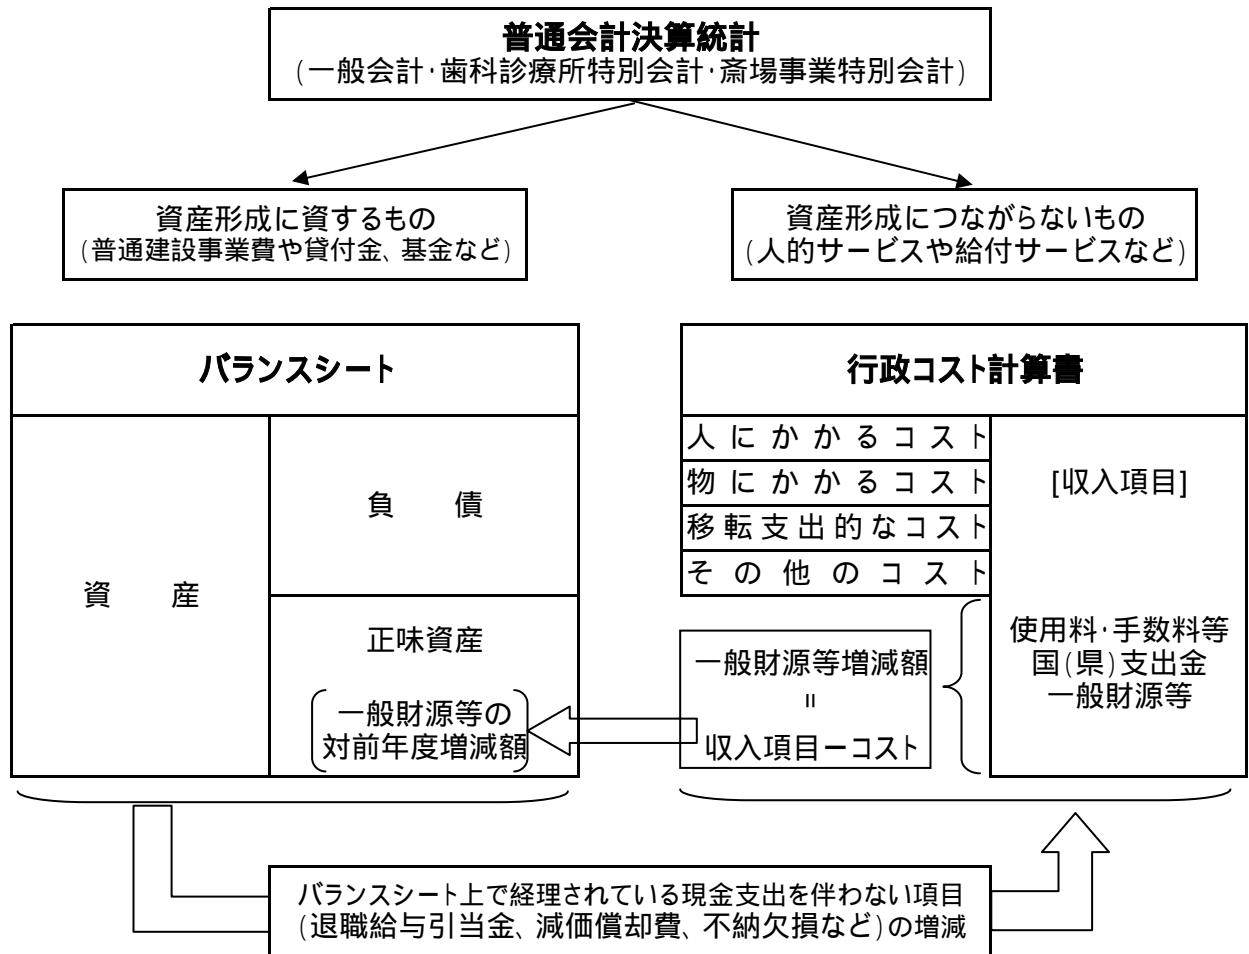 普通会計決算統計
(一般会計･歯科診療所特別会計･斎場事業特別会計)
資産形成に資するもの
(普通建設事業費や貸付金、基金など)
資産形成につながらないもの
(人的サービスや給付サービスなど)
バランスシート
資　産
負　債
正味資産
一般財源等の
対前年度増減額
行政コスト計算書
人にかかるコスト
物にかかるコスト
移転支出的なコスト
その他のコスト
[収入項目]
使用料･手数料等
国(県)支出金
一般財源等
一般財源等増減額
＝
収入項目ーコスト
バランスシート上で経理されている現金支出を伴わない項目
(退職給与引当金、減価償却費、不納欠損など)の増減